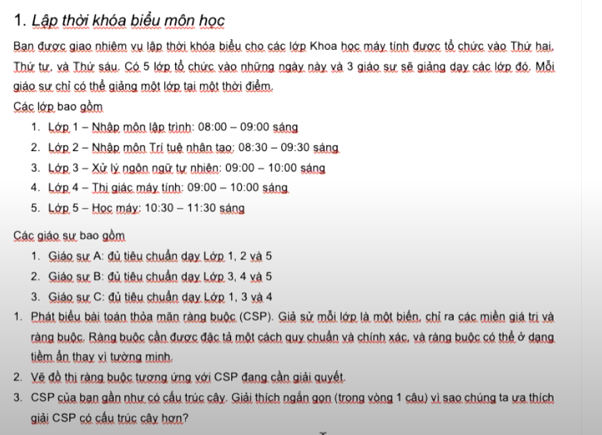 1. Lập thời khóa biểu môn học
Bạn được giao nhiệm vụ lập thời khóa biểu cho các lớp Khoa học máy tính được tổ chức vào Thứ hai,
Thứ tư, và Thứ sáu. Có 5 lớp tổ chức vào những ngày này và 3 giáo sư sẽ giảng dạy các lớp đó. Mỗi
giáo sư chỉ có thể giảng một lớp tại một thời điểm.
Các lớp bao gồm
1. Lớp 1 – Nhập môn lập trình: 08:00 – 09:00 sáng
2. Lớp 2 – Nhập môn Trí tuệ nhân tạo: 08:30 – 09:30 sáng
3. Lớp 3 – Xử lý ngôn ngữ tự nhiên: 09:00 – 10:00 sáng
4. Lớp 4 – Thị giác máy tính: 09:00 – 10:00 sáng
5. Lớp 5 – Học máy: 10:30 – 11:30 sáng
Các giáo sư bao gồm
1. Giáo sư A: đủ tiêu chuẩn dạy Lớp 1, 2 và 5
2. Giáo sư B: đủ tiêu chuẩn dạy Lớp 3, 4 và 5
3. Giáo sư C: đủ tiêu chuẩn dạy Lớp 1, 3 và 4
1. Phát biểu bài toán thỏa mãn ràng buộc (CSP). Giả sử mỗi lớp là một biến, chỉ ra các miền giá trị và
ràng buộc. Ràng buộc cần được đặc tả một cách quy chuẩn và chính xác, và ràng buộc có thể ở dạng
tiềm ẩn thay vì tường minh.
2. Vẽ đồ thị ràng buộc tương ứng với CSP đang cần giải quyết.
3. CSP của bạn gần như có cấu trúc cây. Giải thích ngắn gọn (trong vòng 1 câu) vì sao chúng ta ưa thích
giải CSP có cấu trúc cây hơn?